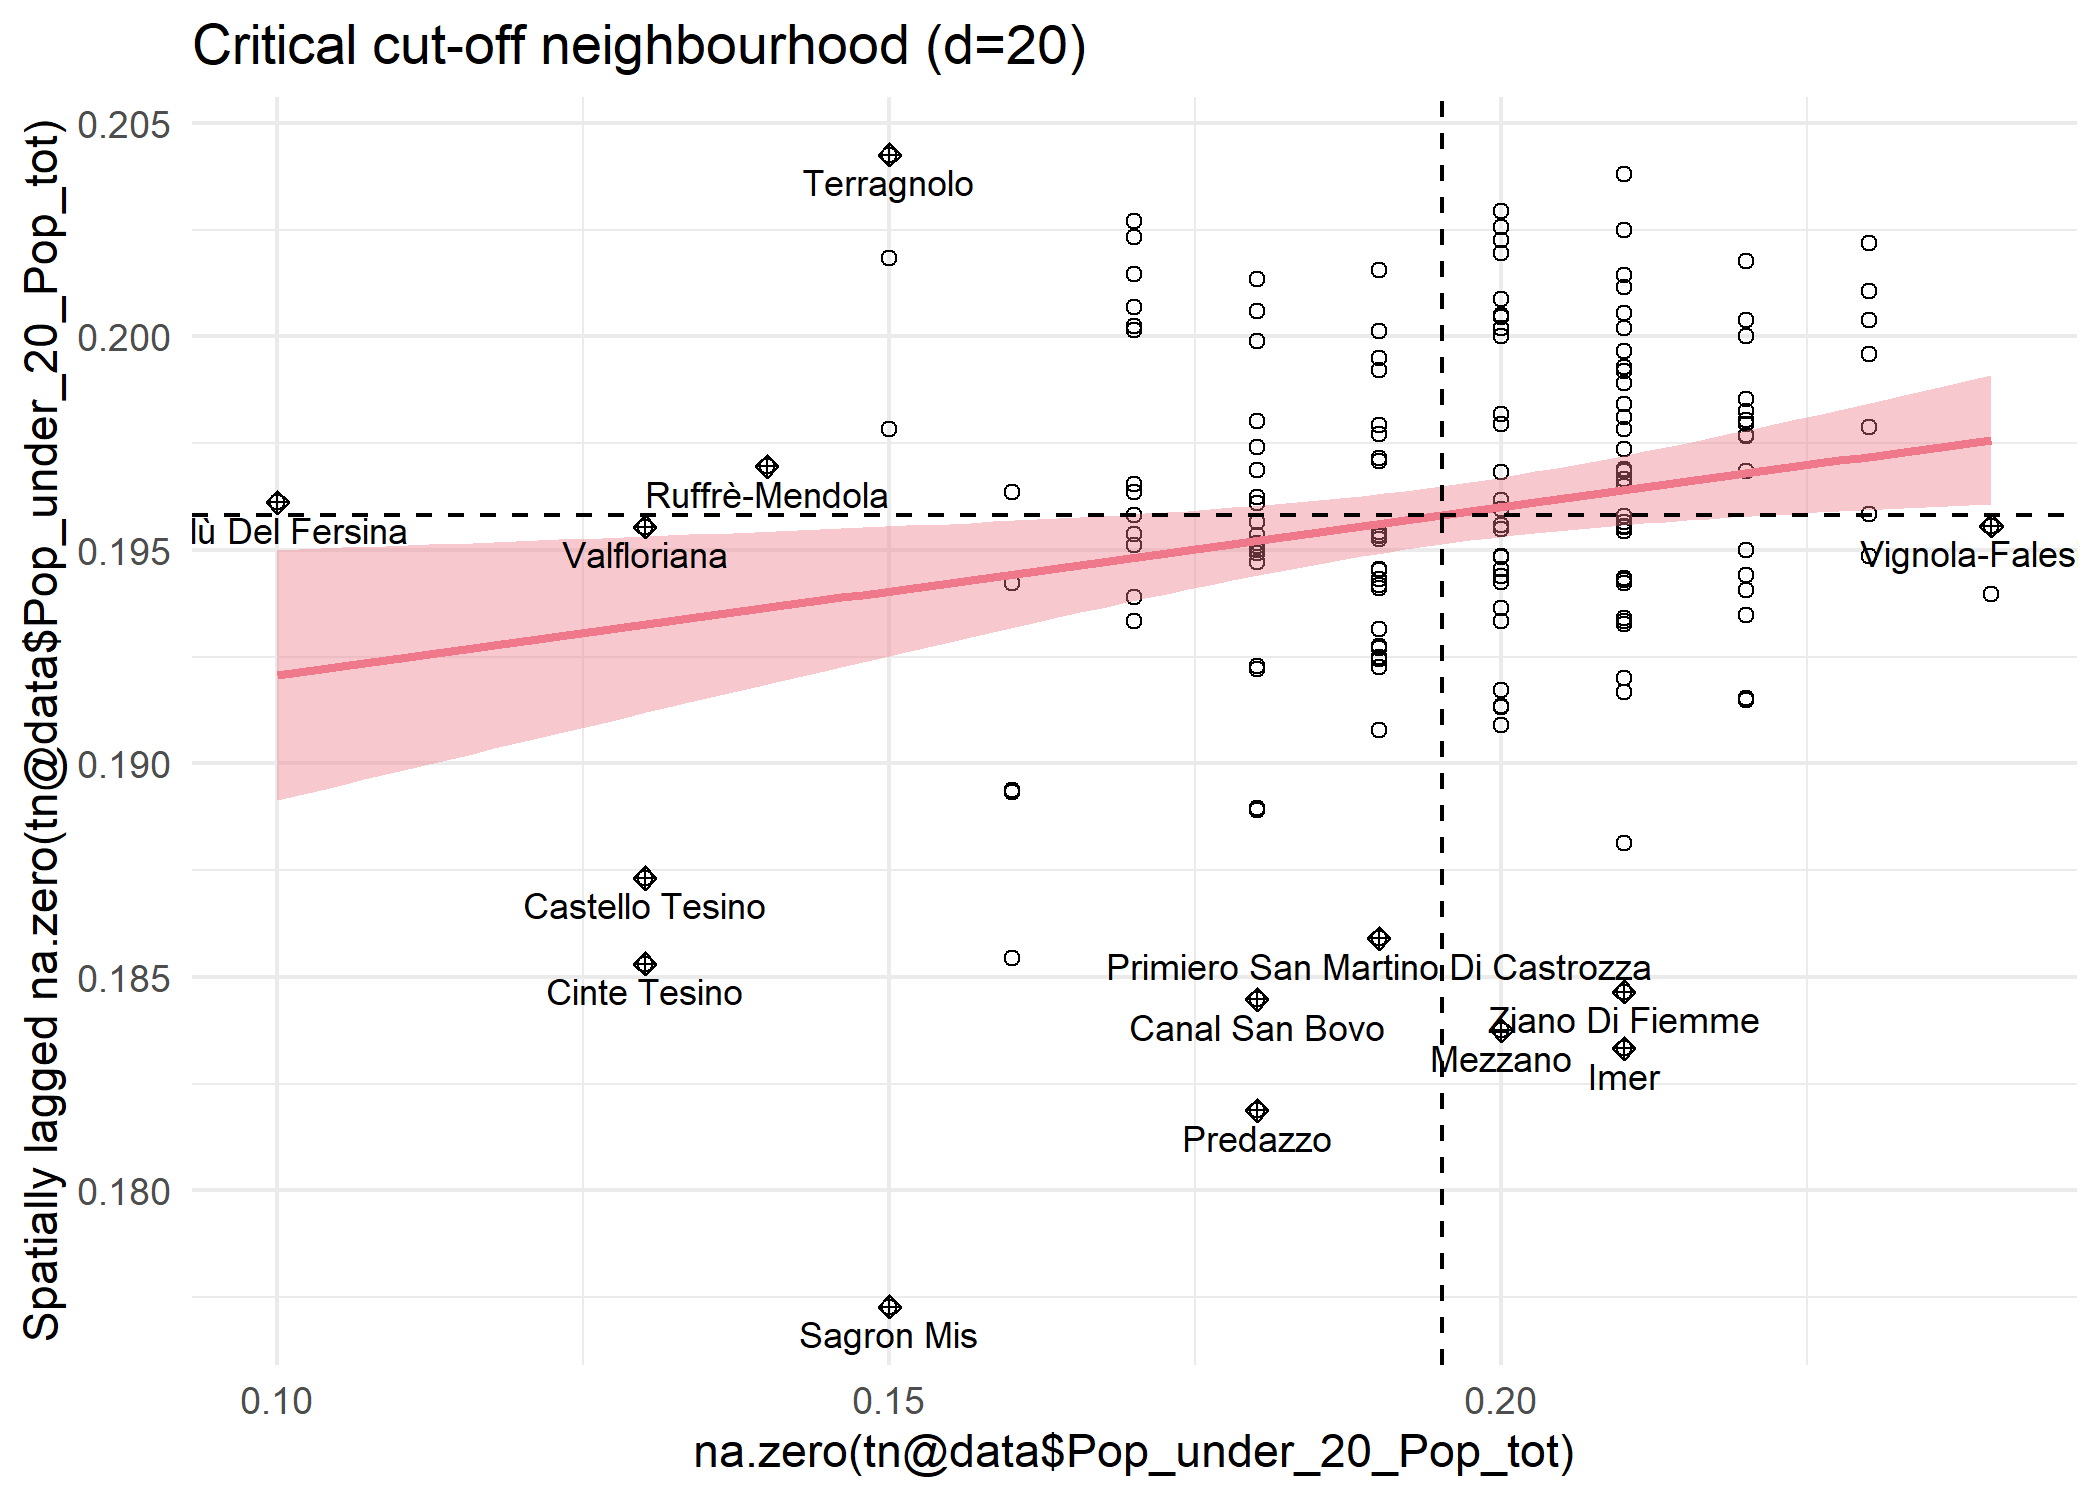 Critical cut-off neighbourhood (d=20)
Spatially lagged na.zero(tn@data$Pop_under_20_Pop_tot)
0.205
0.200
0.195
0.190
0.185
0.180
Terragnolo
Ruffrè-Mendola
lù Del Fersina
Valfloriana
Vignola-Fales
Castello Tesino
Cinte Tesino
Primiero San Martino Di Castrozza
Canal San Bovo
Ziano Di Fiemme
Mezzano
Imer
Predazzo
Sagron Mis
0.10
0.15
0.20
na.zero(tn@data$Pop_under_20_Pop_tot)